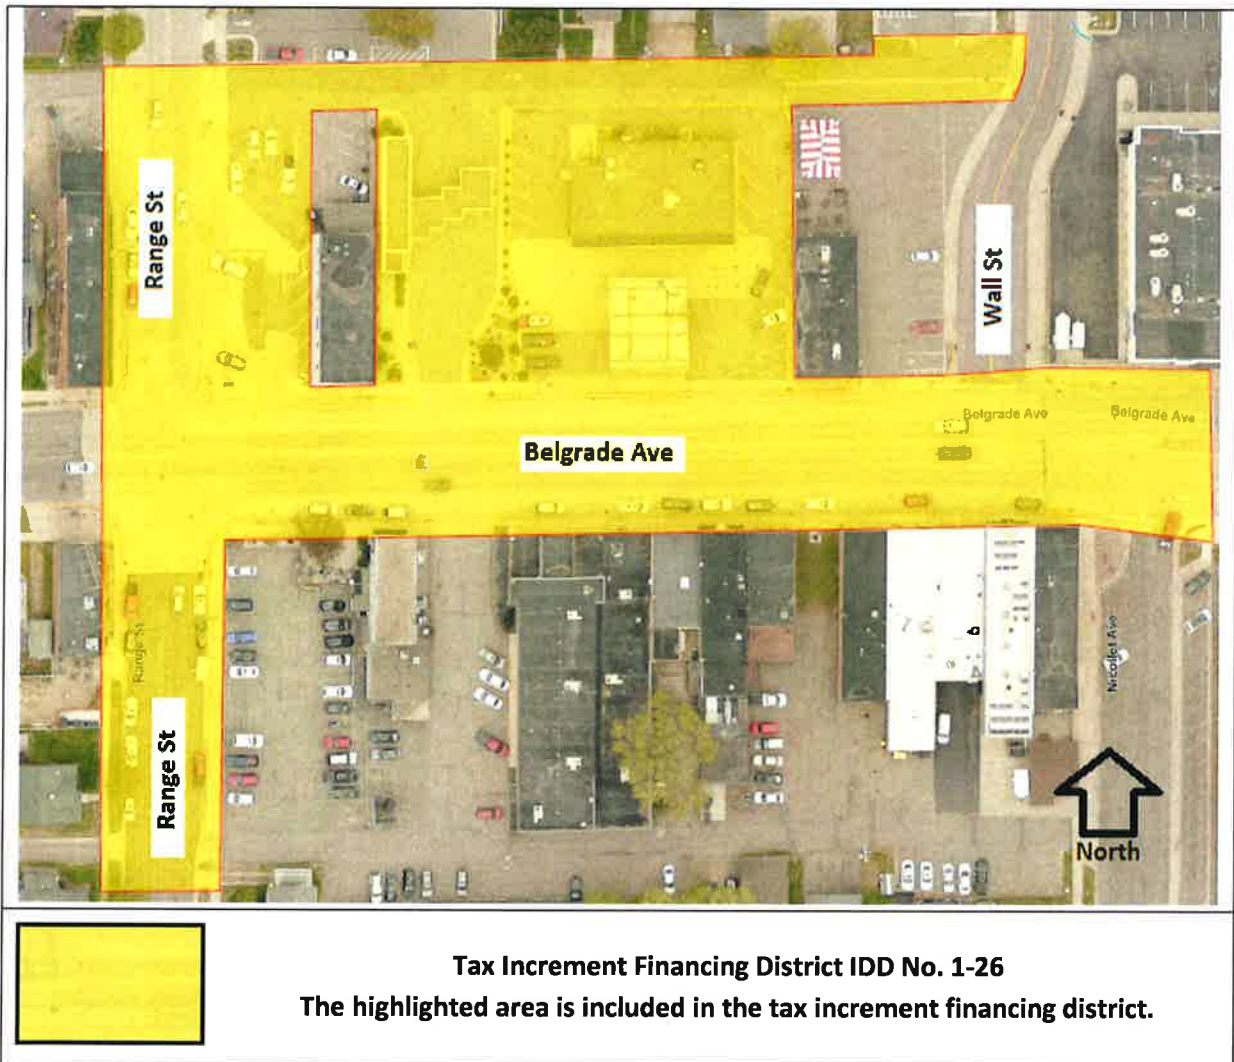 Range St
Wall St
Belgrade Ave
Belgrade Ave
Belgrade Ave
Range St
Range St
Nicollet Ave
North
Tax Increment Financing District IDD No. 1-26
The highlighted area is included in the tax increment financing district.